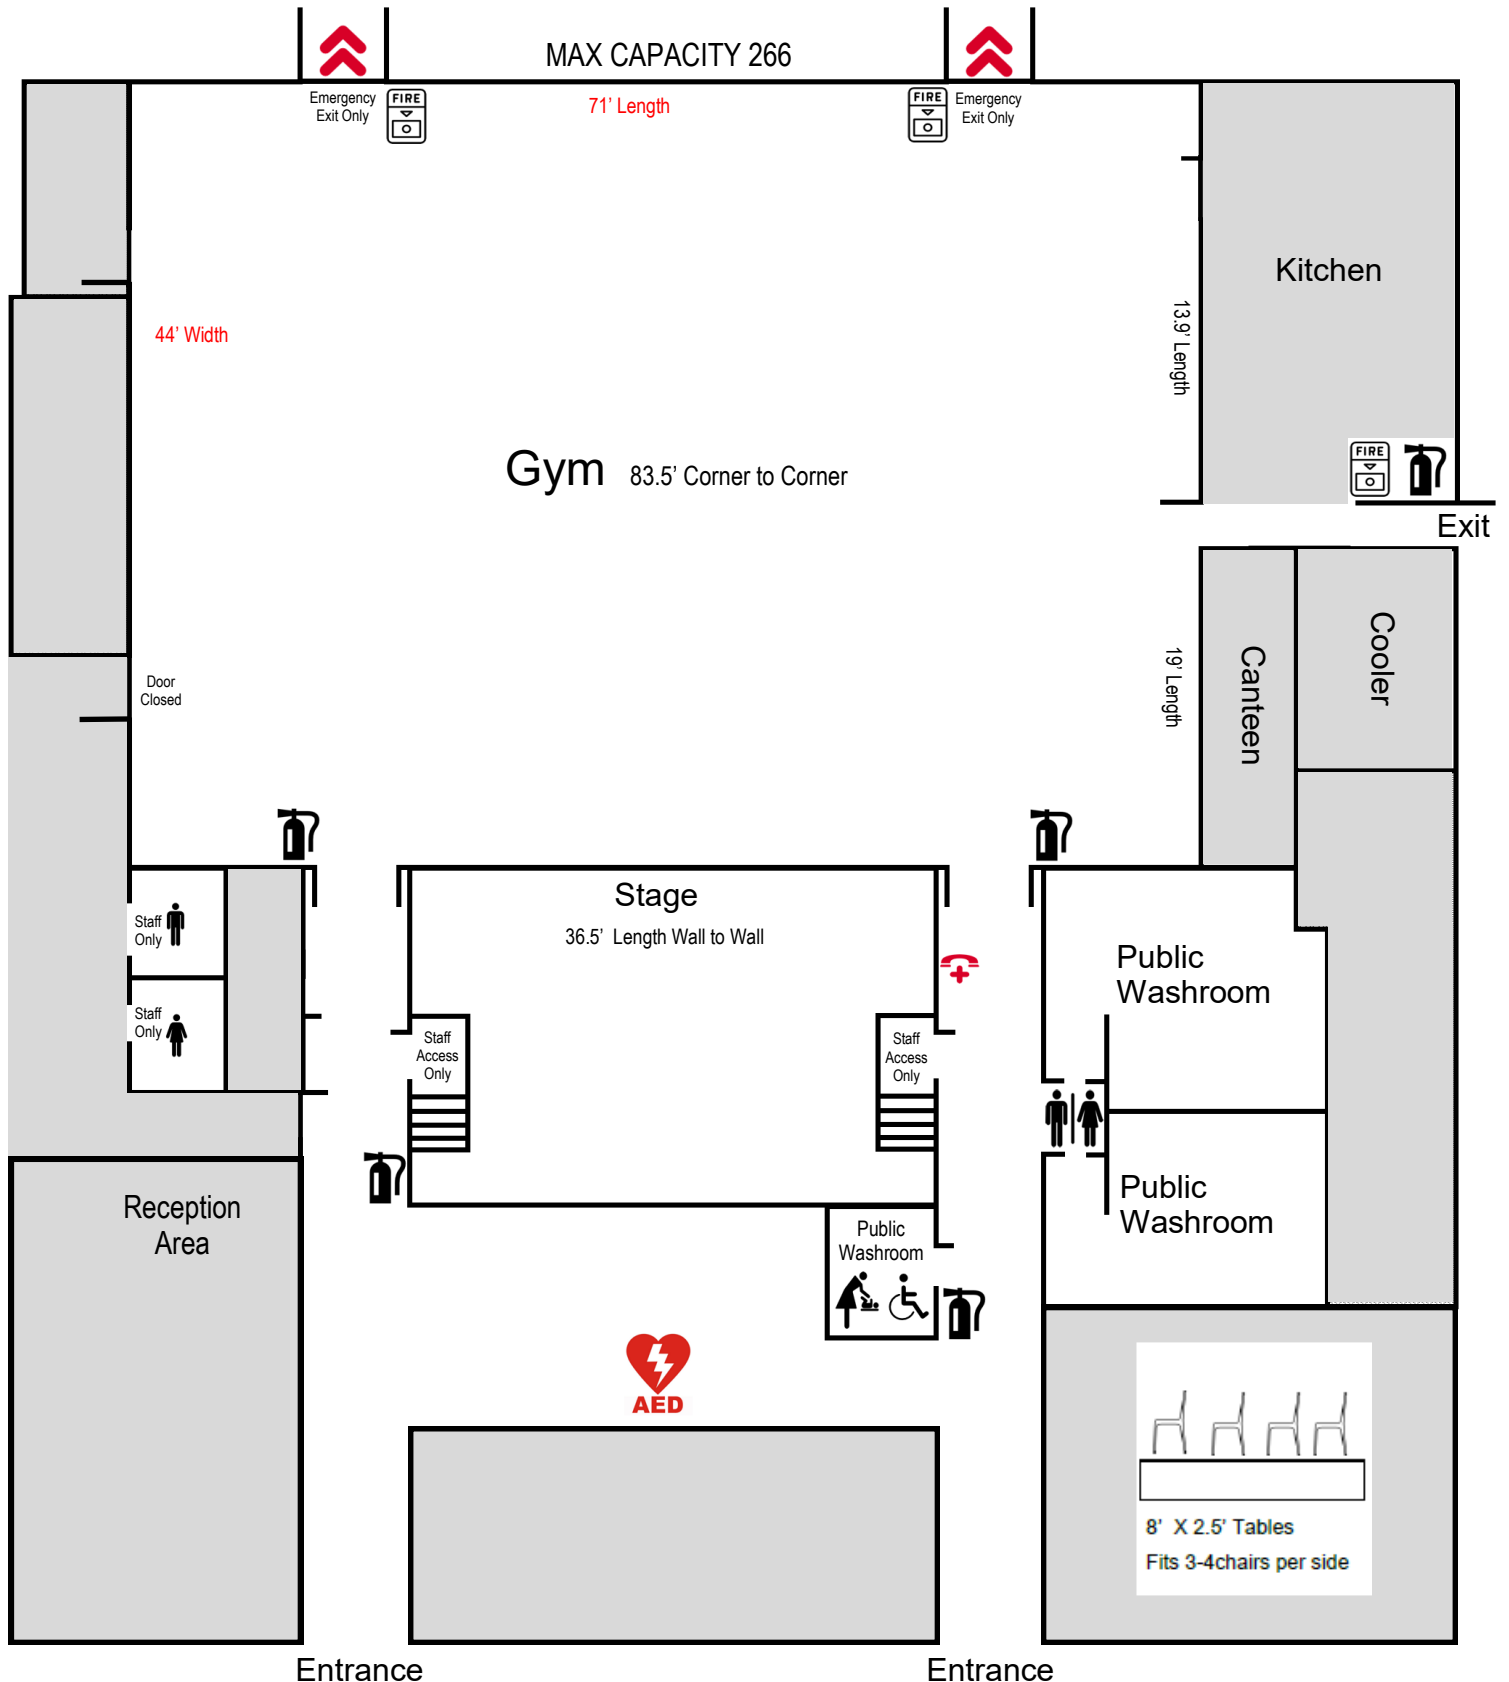 MAX CAPACITY 266
Emergency
Exit Only
FIRE
71’ Length
FIRE
Emergency
Exit Only
Kitchen
44’ Width
13.9’ Length
Gym 83.5’ Corner to Corner
FIRE
Exit
Canteen
Cooler
19’ Length
Door
Closed
Stage
36.5’ Length Wall to Wall
Staff
Only
Staff
Only
Public
Washroom
Staff
Access
Only
Staff
Access
Only
Public
Washroom
Reception
Area
Public
Washroom
AED
8’ X 2.5’ Tables
Fits 3-4chairs per side
Entrance
Entrance